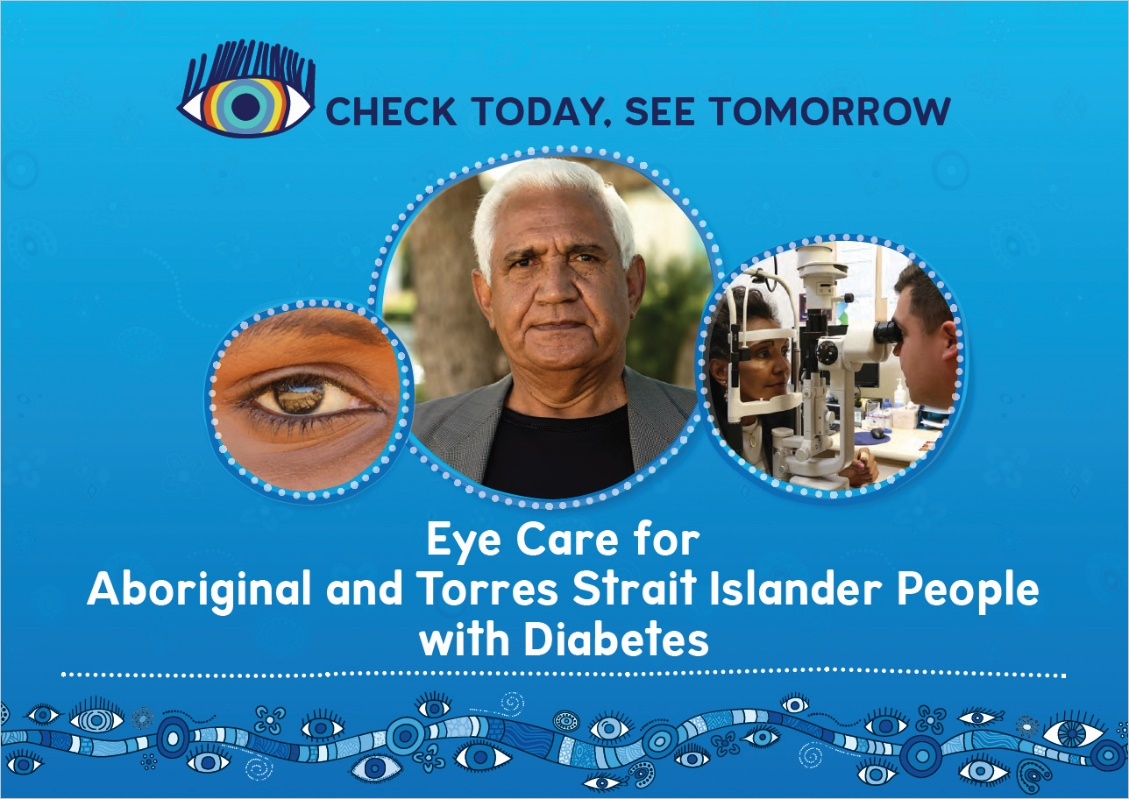 CHECK TODAY, SEE TOMORROW
Eye Care for
Aboriginal and Torres Strait Islander People
with Diabetes